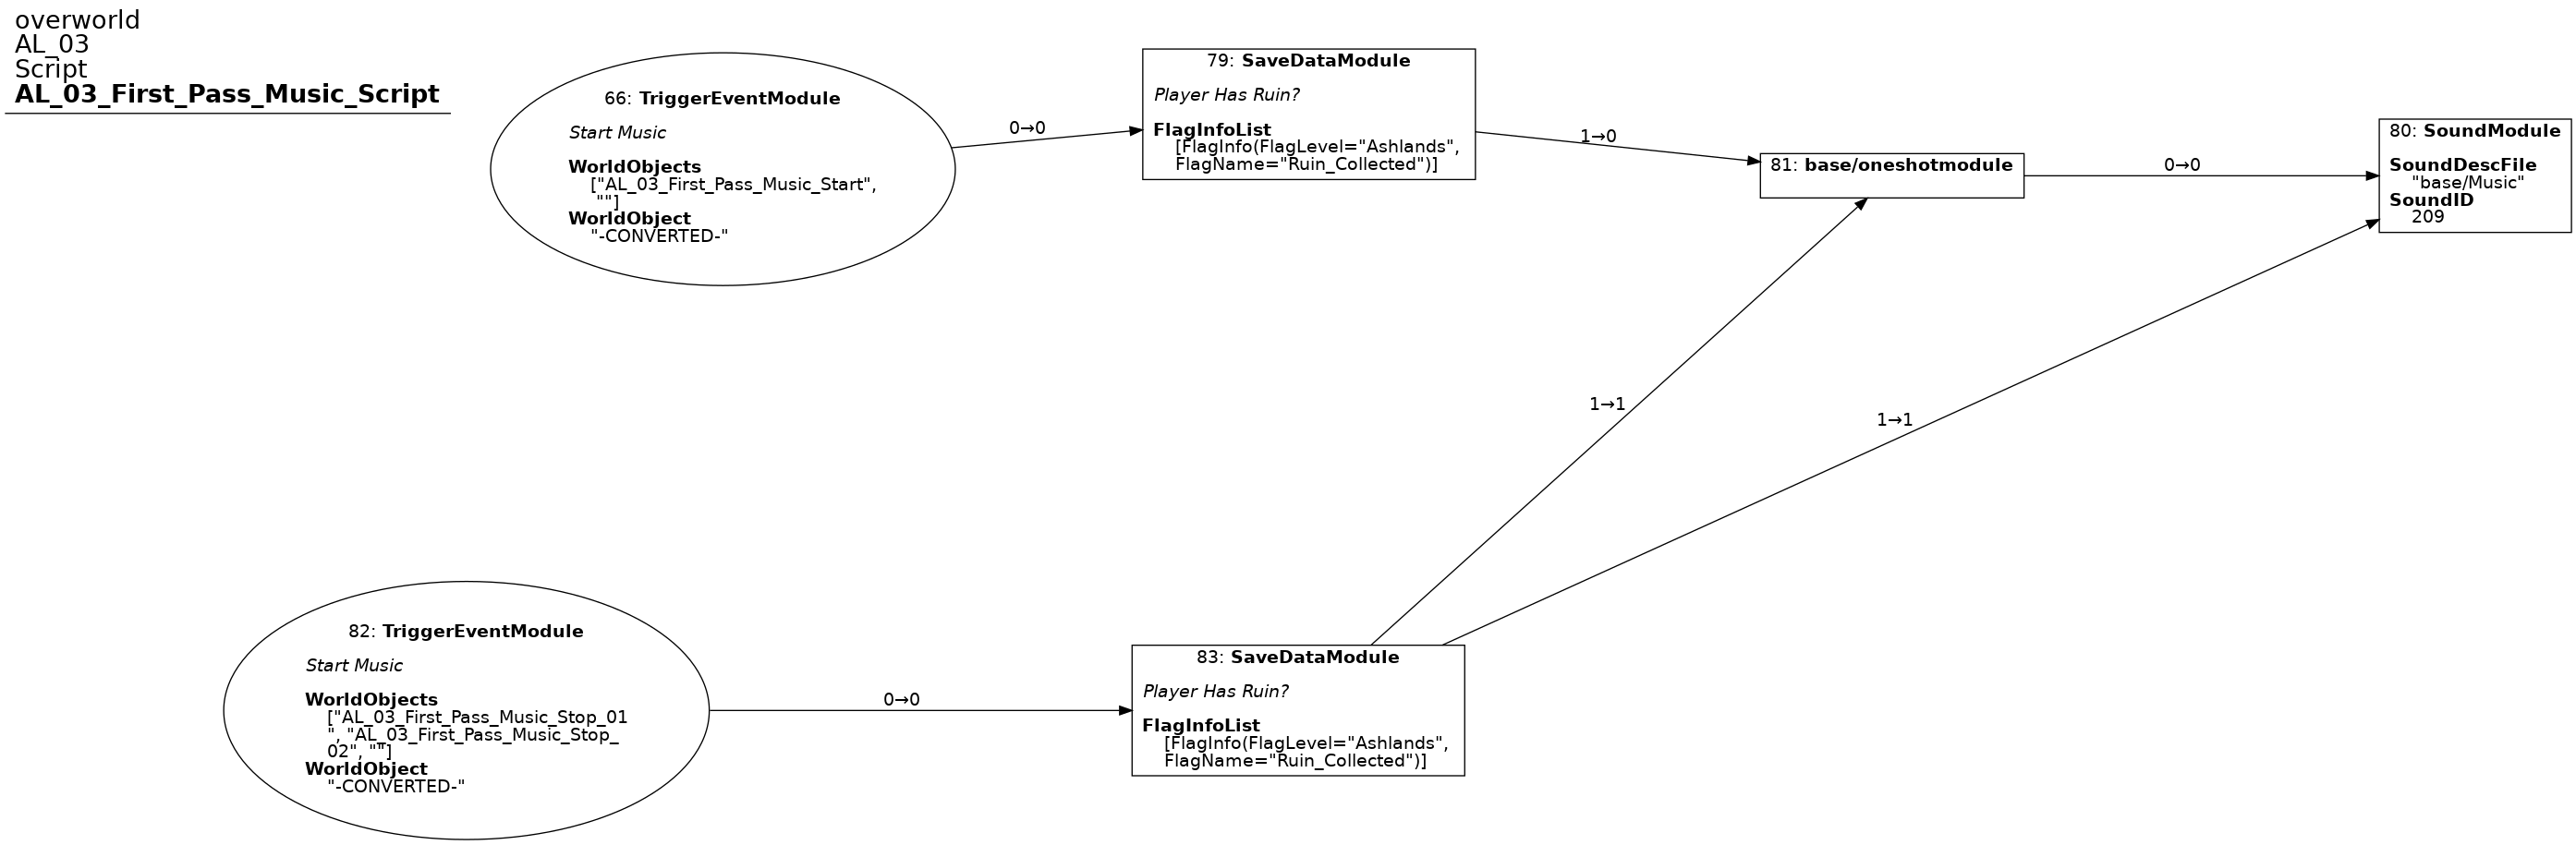 overworld
AL_03
Script
AL_03_First_Pass_Music_Script
66: TriggerEventModule
Start Music
WorldObjects
["AL_03_First_Pass_Music_Start",
""]
WorldObject
"-CONVERTED-"
0→0
79: SaveDataModule
Player Has Ruin?
FlagInfoList
[FlagInfo(FlagLevel="Ashlands",
FlagName="Ruin_Collected")]
1→0
81: base/oneshotmodule
0→0
80: SoundModule
SoundDescFile
"base/Music"
SoundID
209
1→1
1→1
82: TriggerEventModule
Start Music
WorldObjects
["AL_03_First_Pass_Music_Stop_01
", "AL_03_First_Pass_Music_Stop_
02", ""]
WorldObject
"-CONVERTED-"
0→0
83: SaveDataModule
Player Has Ruin?
FlagInfoList
[FlagInfo(FlagLevel="Ashlands",
FlagName="Ruin_Collected")]